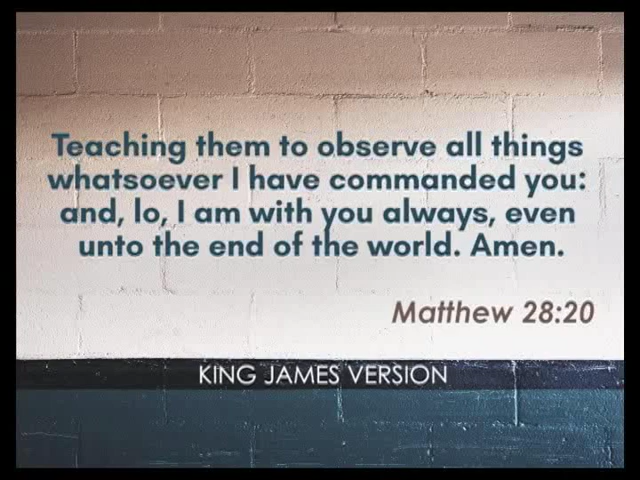 Teaching them to observe all things
whatsoever I have commanded you:
and, lo, I am with you always, even
unto the end of the world. Amen.
Matthew 28:20
KING JAMES VERSION